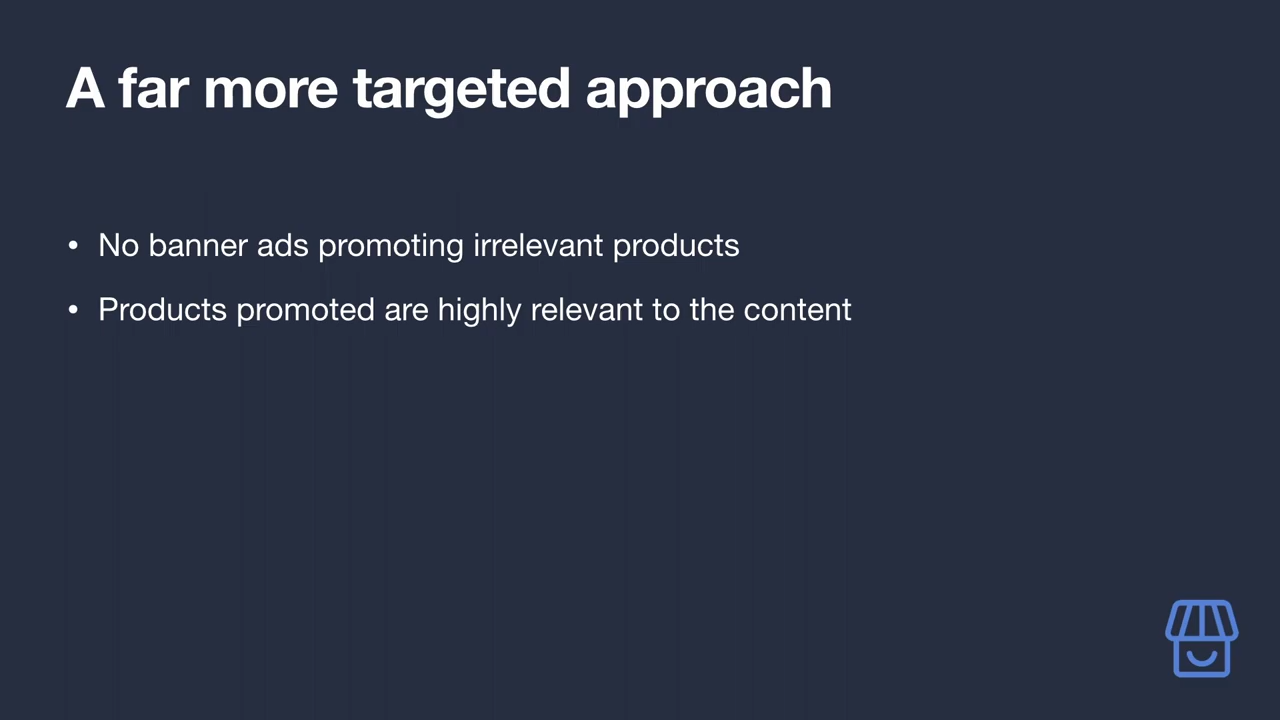 A far more targeted approach
• No banner ads promoting irrelevant products
• Products promoted are highly relevant to the content